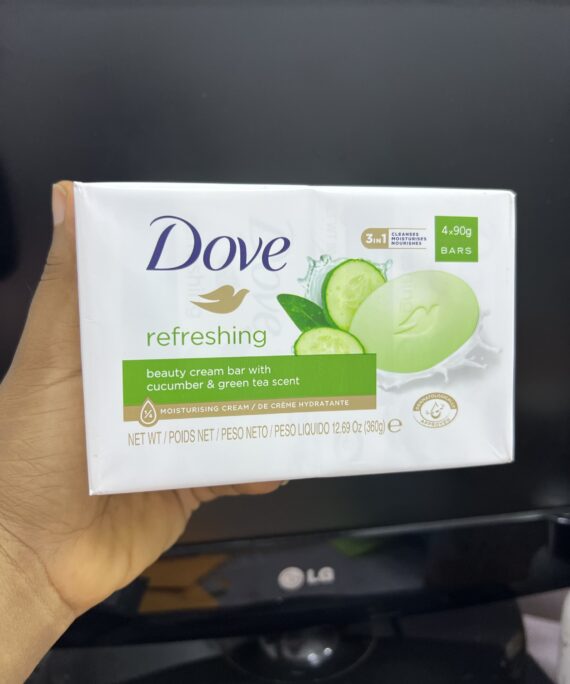 Dove
3 IN 1
CLEANSES
MOISTURISES
NOURISHES
4x90g
BARS
refreshing
beauty cream bar with
cucumber & green tea scent
¼ MOISTURISING CREAM / DE CRÈME HYDRATANTE
DERMATOLOGICALLY
APPROVED
NET WT / POIDS NET / PESO NETO / PESO LIQUIDO 12.69 Oz (360g) ℮
LG